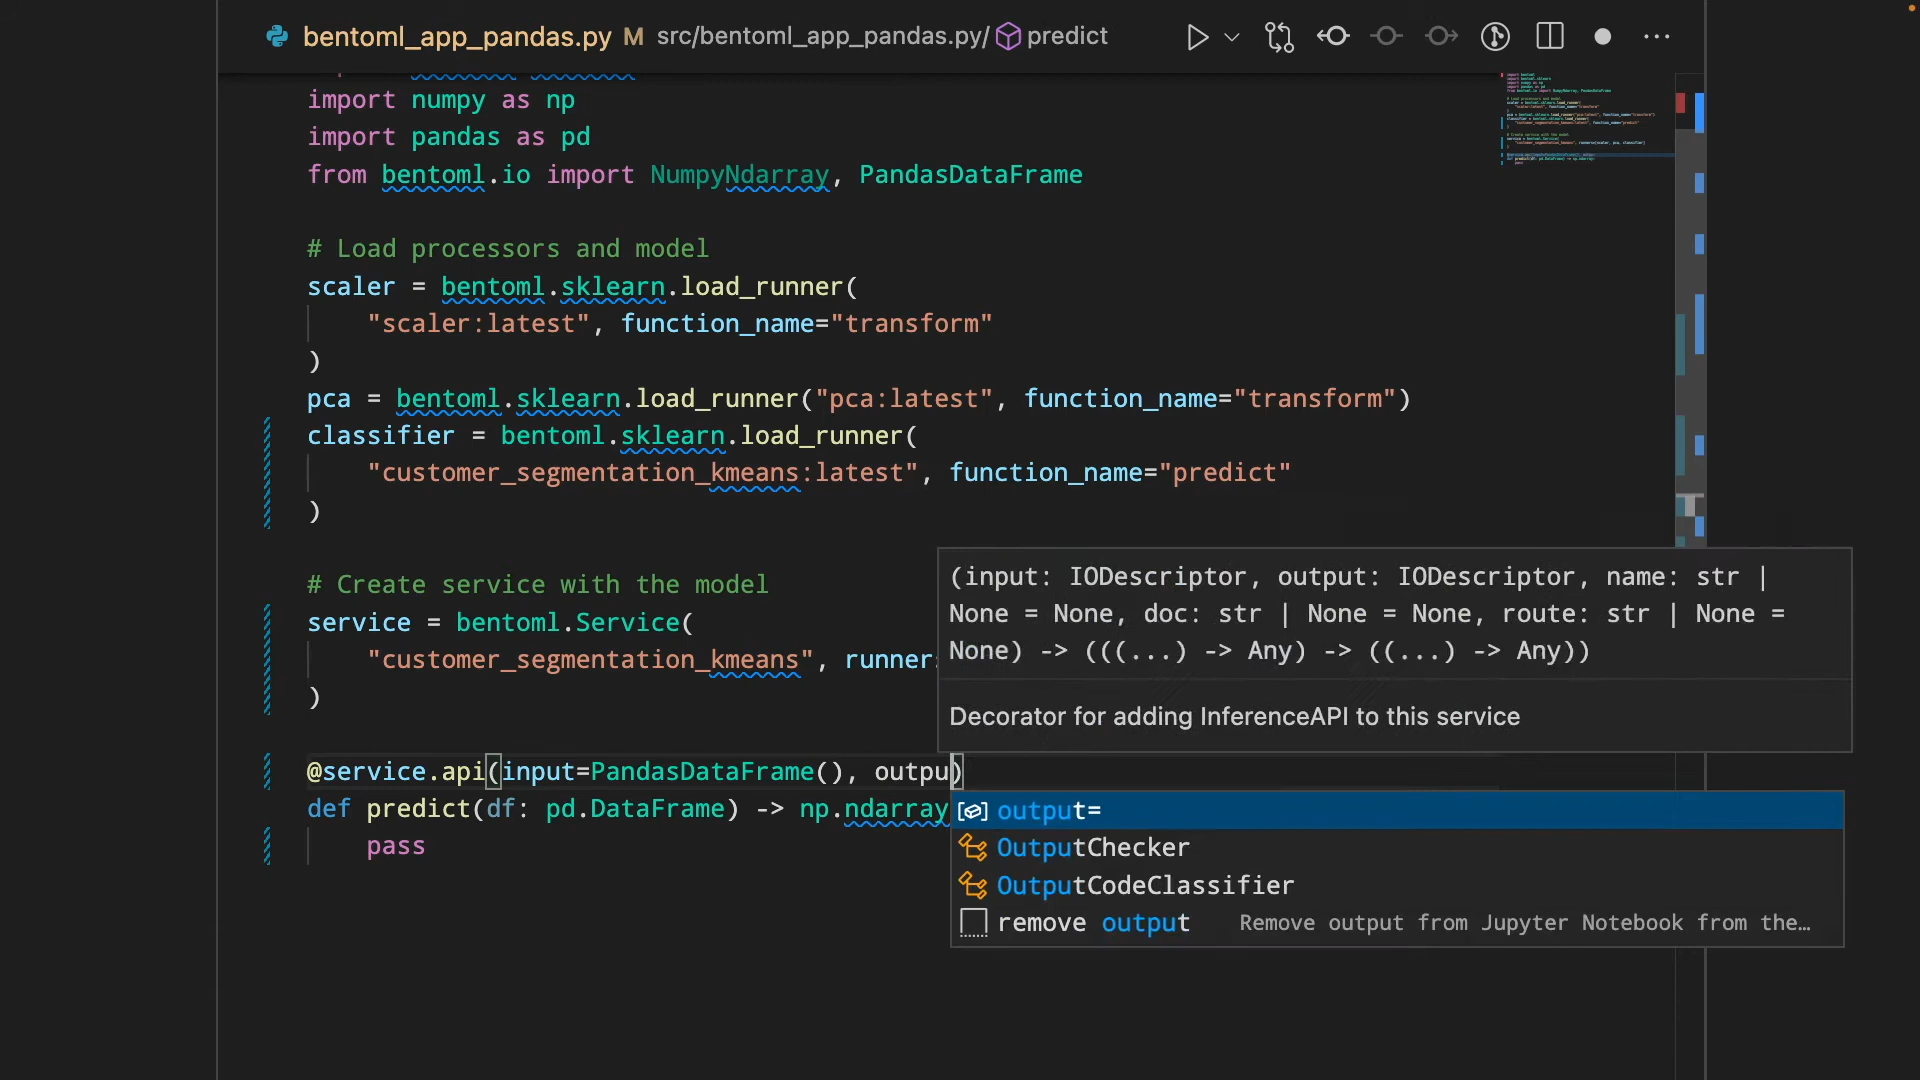 bentoml_app_pandas.py M src/bentoml_app_pandas.py/ predict
import numpy as np
import pandas as pd
from bentoml.io import NumpyNdarray, PandasDataFrame
# Load processors and model
scaler = bentoml.sklearn.load_runner(
"scaler:latest", function_name="transform"
)
pca = bentoml.sklearn.load_runner("pca:latest", function_name="transform")
classifier = bentoml.sklearn.load_runner(
"customer_segmentation_kmeans:latest", function_name="predict"
)
# Create service with the model
service = bentoml.Service(
"customer_segmentation_kmeans", runner
)
(input: IODescriptor, output: IODescriptor, name: str |
None = None, doc: str | None = None, route: str | None =
None) -> (((...) -> Any) -> ((...) -> Any))
Decorator for adding InferenceAPI to this service
@service.api(input=PandasDataFrame(), outpu)
def predict(df: pd.DataFrame) -> np.ndarray
pass
output=
OutputChecker
OutputCodeClassifier
remove output Remove output from Jupyter Notebook from the…